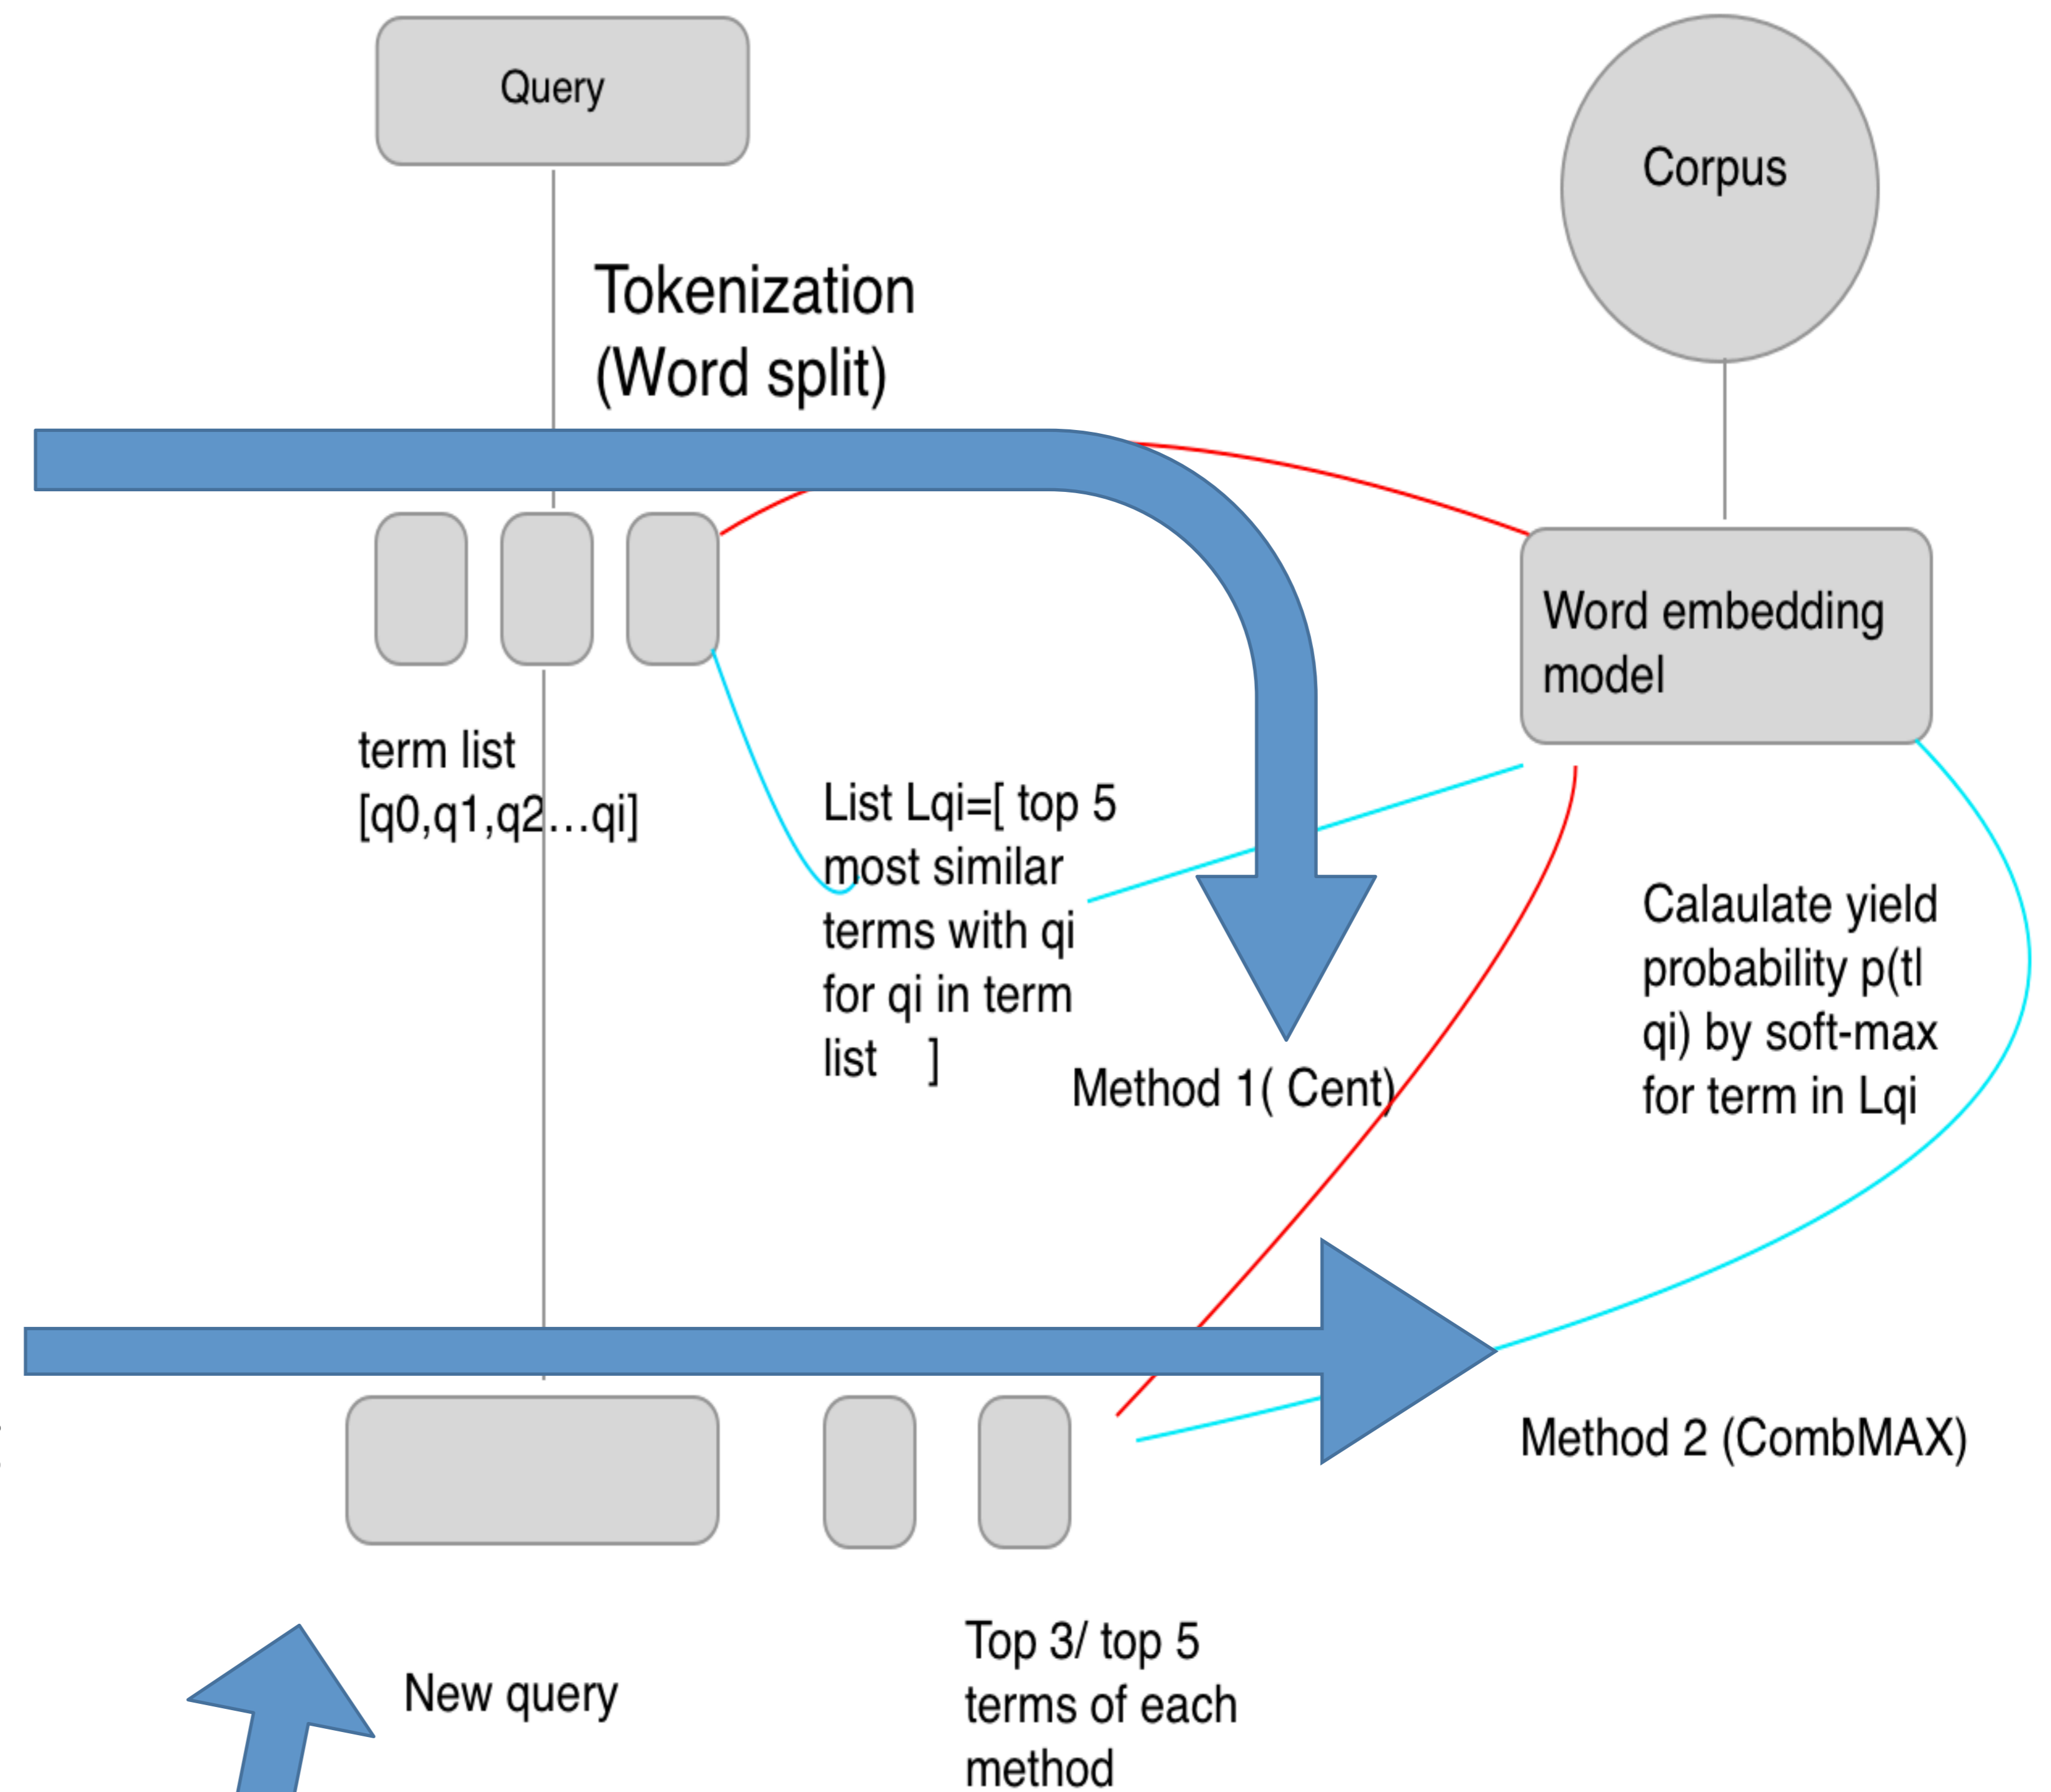 Query
Corpus
Tokenization
(Word split)
Word embedding
model
term list
[q0,q1,q2...qi]
List Lqi=[ top 5
most similar
terms with qi
for qi in term
list    ]
Calaulate yield
probability p(tl
qi) by soft-max
for term in Lqi
Method 1( Cent)
Method 2 (CombMAX)
New query
Top 3/ top 5
terms of each
method